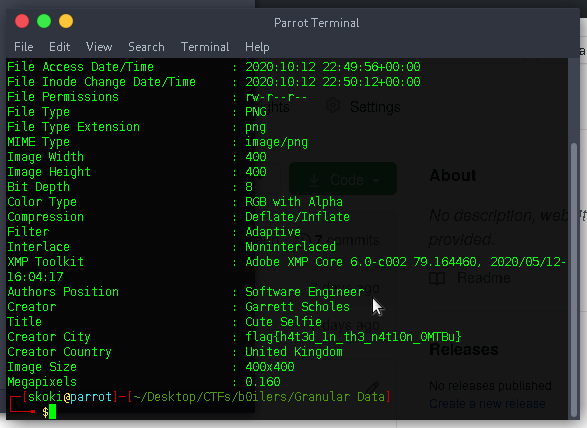 Parrot Terminal
File Edit View Search Terminal Help
File Access Date/Time : 2020:10:12 22:49:56+00:00
File Inode Change Date/Time : 2020:10:12 22:50:12+00:00
File Permissions : rw-r--r--
File Type : PNG
File Type Extension : png
MIME Type : image/png
Image Width : 400
Image Height : 400
Bit Depth : 8
Color Type : RGB with Alpha
Compression : Deflate/Inflate
Filter : Adaptive
Interlace : Noninterlaced
XMP Toolkit : Adobe XMP Core 6.0-c002 79.164460, 2020/05/12-
16:04:17
Authors Position : Software Engineer
Creator : Garrett Scholes
Title : Cute Selfie
Creator City : flag{h4t3d_1n_th3_n4t10n_0MTBu}
Creator Country : United Kingdom
Image Size : 400x400
Megapixels : 0.160
[skoki@parrot]-[~/Desktop/CTFs/b0ilers/Granular Data]
$
Settings
Code
About
No description,
provided.
7 commits
Readme
ago
days ago
Releases
No releases published
Create a new release